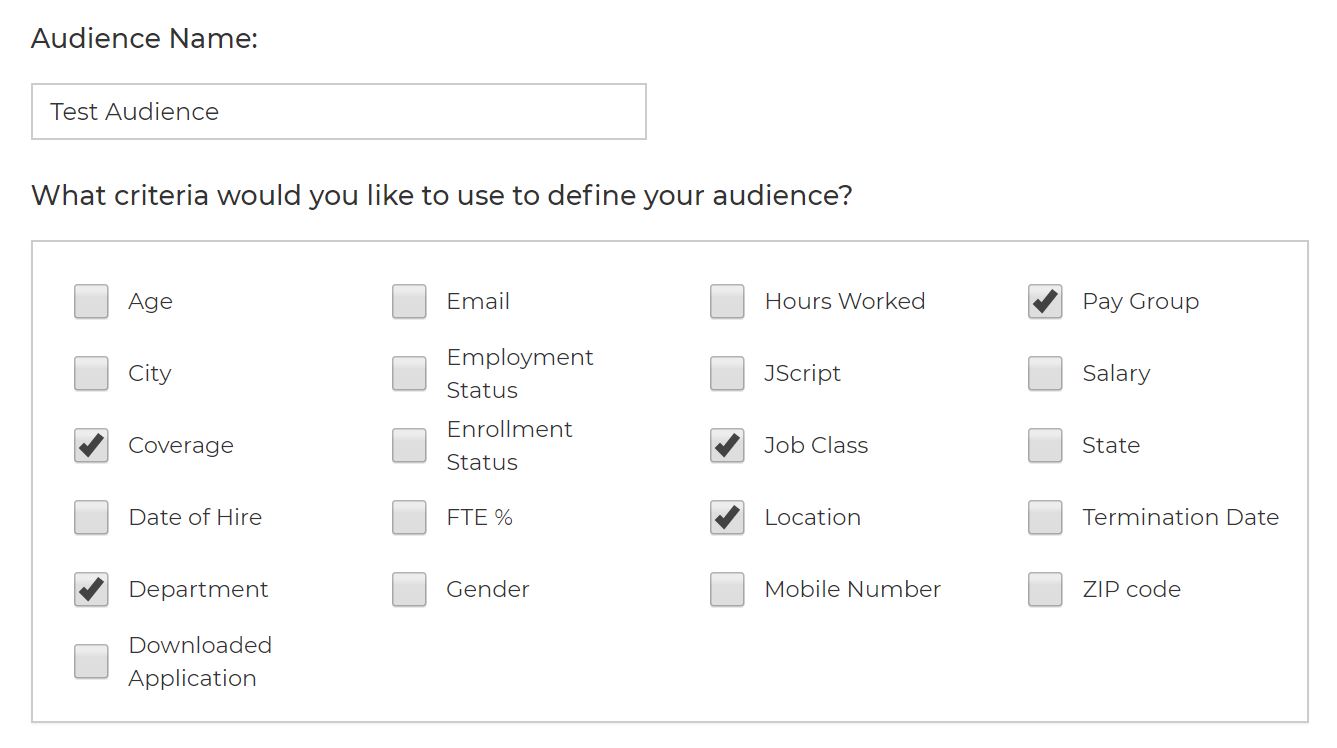 Audience Name:
Test Audience
What criteria would you like to use to define your audience?
Age
Email
Hours Worked
Pay Group
City
Employment
Status
JScript
Salary
Coverage
Enrollment
Status
Job Class
State
Date of Hire
FTE %
Location
Termination Date
Department
Gender
Mobile Number
ZIP code
Downloaded
Application